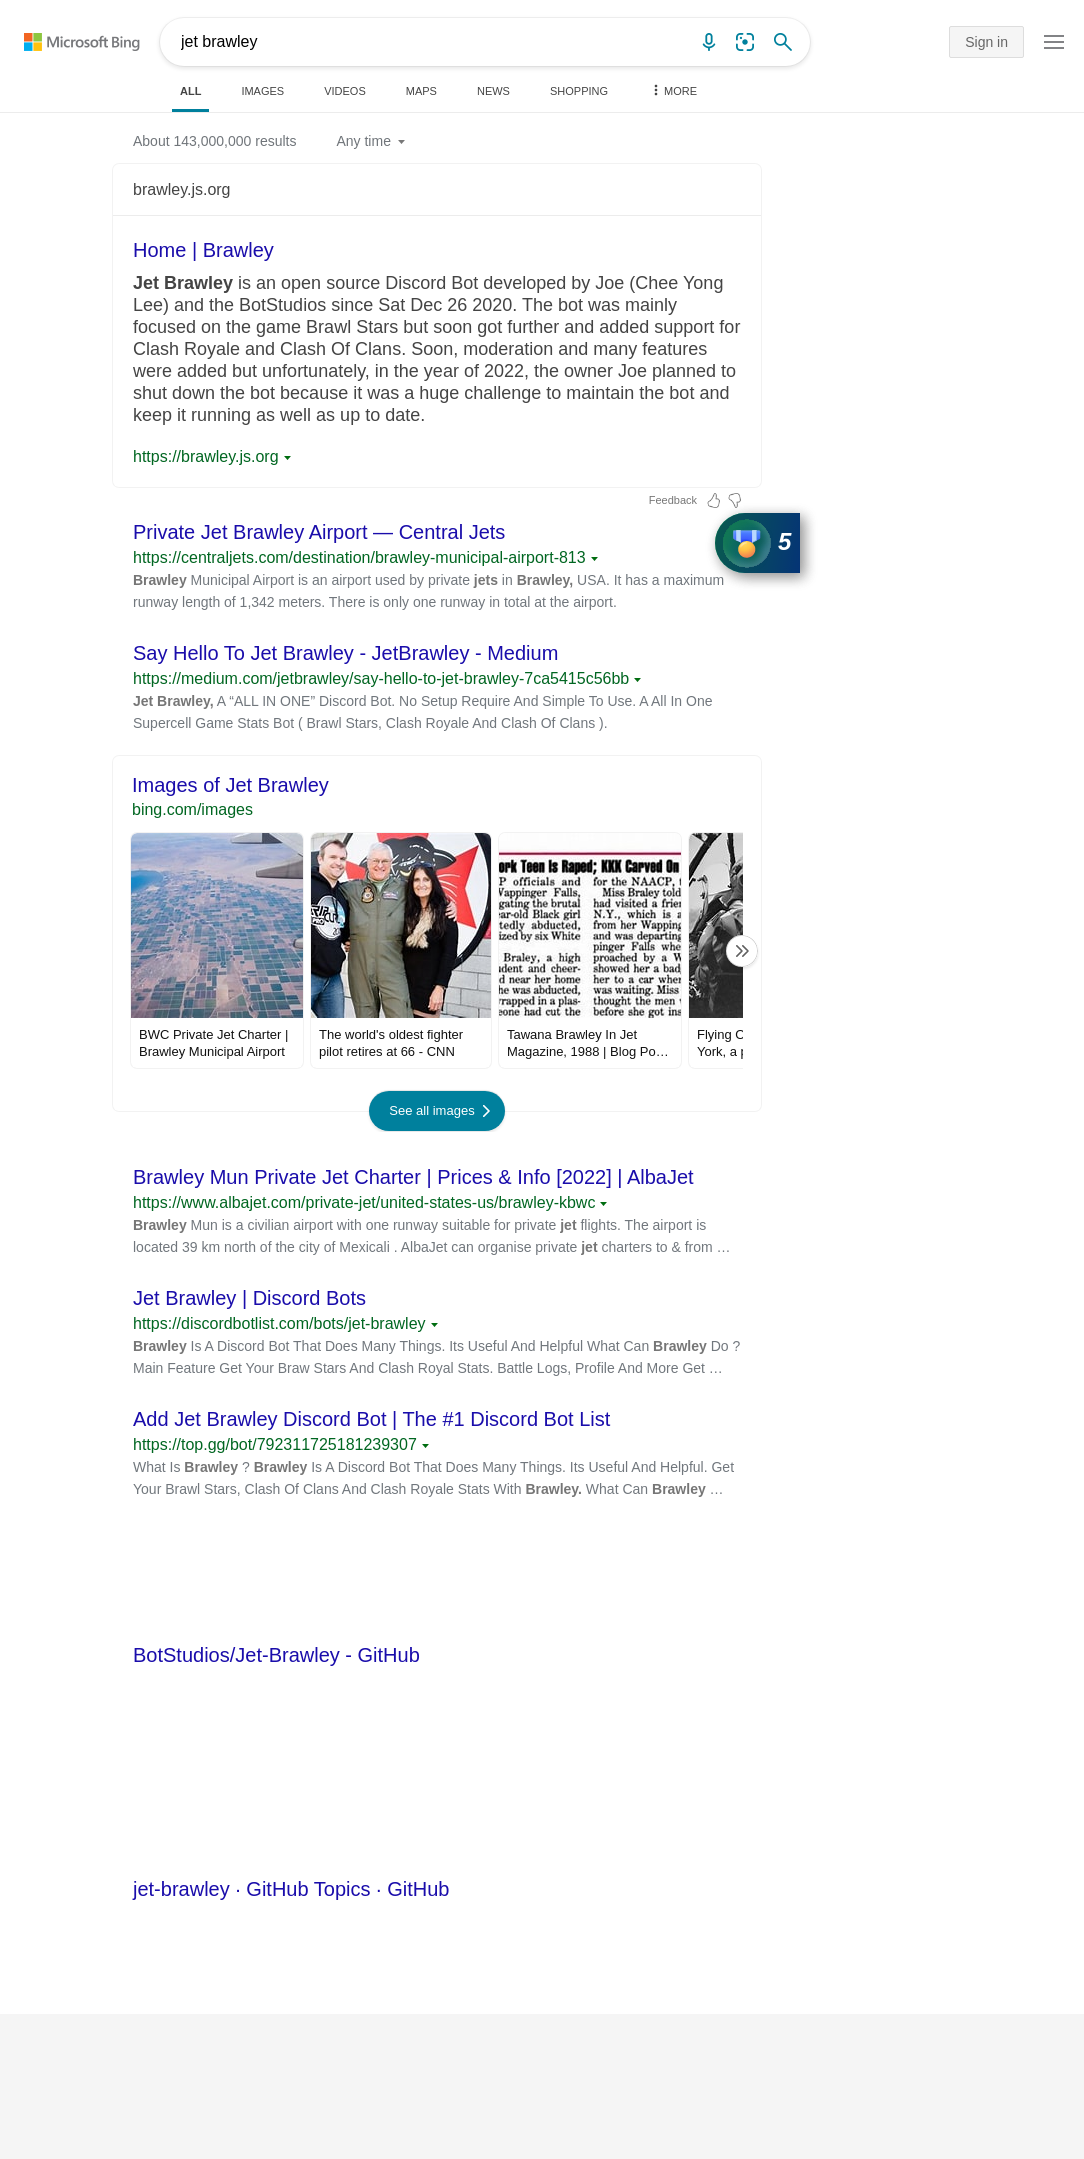 Microsoft Bing
jet brawley
Sign in
ALL IMAGES VIDEOS MAPS NEWS SHOPPING MORE
About 143,000,000 results Any time
brawley.js.org
Home | Brawley
Jet Brawley is an open source Discord Bot developed by Joe (Chee Yong
Lee) and the BotStudios since Sat Dec 26 2020. The bot was mainly
focused on the game Brawl Stars but soon got further and added support for
Clash Royale and Clash Of Clans. Soon, moderation and many features
were added but unfortunately, in the year of 2022, the owner Joe planned to
shut down the bot because it was a huge challenge to maintain the bot and
keep it running as well as up to date.
https://brawley.js.org
Feedback
Private Jet Brawley Airport — Central Jets
https://centraljets.com/destination/brawley-municipal-airport-813
5
Brawley Municipal Airport is an airport used by private jets in Brawley, USA. It has a maximum
runway length of 1,342 meters. There is only one runway in total at the airport.
Say Hello To Jet Brawley - JetBrawley - Medium
https://medium.com/jetbrawley/say-hello-to-jet-brawley-7ca5415c56bb
Jet Brawley, A “ALL IN ONE” Discord Bot. No Setup Require And Simple To Use. A All In One
Supercell Game Stats Bot ( Brawl Stars, Clash Royale And Clash Of Clans ).
Images of Jet Brawley
bing.com/images
ork Teen Is Raped; KKK Carved On
P officials and
Wappinger Falls,
gating the brutal
ear-old Black girl
tedly abducted,
ized by six White
Braley, a high
dent and cheer-
d near her home
he was abducted,
rapped in a plas-
eone had cut the
for the NAACP,
Miss Braley told
had visited a frie
N.Y., which is a
from her Wapping
and was departing
pinger Falls whe
proached by a W
showed her a badg
her to a car where
was waiting. Miss
thought the men w
before she got ins
BWC Private Jet Charter |
Brawley Municipal Airport
The world's oldest fighter
pilot retires at 66 - CNN
Tawana Brawley In Jet
Magazine, 1988 | Blog Po…
Flying C
York, a p
See all images
Brawley Mun Private Jet Charter | Prices & Info [2022] | AlbaJet
https://www.albajet.com/private-jet/united-states-us/brawley-kbwc
Brawley Mun is a civilian airport with one runway suitable for private jet flights. The airport is
located 39 km north of the city of Mexicali . AlbaJet can organise private jet charters to & from …
Jet Brawley | Discord Bots
https://discordbotlist.com/bots/jet-brawley
Brawley Is A Discord Bot That Does Many Things. Its Useful And Helpful What Can Brawley Do ?
Main Feature Get Your Braw Stars And Clash Royal Stats. Battle Logs, Profile And More Get …
Add Jet Brawley Discord Bot | The #1 Discord Bot List
https://top.gg/bot/792311725181239307
What Is Brawley ? Brawley Is A Discord Bot That Does Many Things. Its Useful And Helpful. Get
Your Brawl Stars, Clash Of Clans And Clash Royale Stats With Brawley. What Can Brawley …
BotStudios/Jet-Brawley - GitHub
jet-brawley · GitHub Topics · GitHub